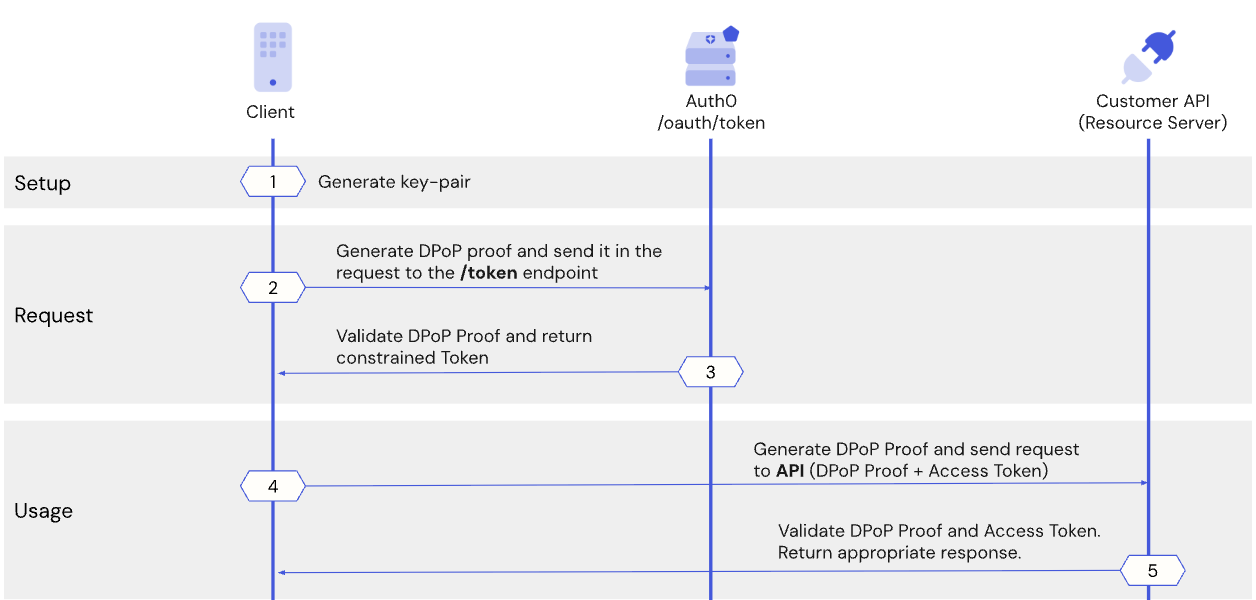 Client
Auth0
/oauth/token
Customer API
(Resource Server)
Setup
1
Generate key-pair
Request
Generate DPoP proof and send it in the
request to the /token endpoint
2
Validate DPoP Proof and return
constrained Token
3
Usage
Generate DPoP Proof and send request
to API (DPoP Proof + Access Token)
4
Validate DPoP Proof and Access Token.
Return appropriate response.
5